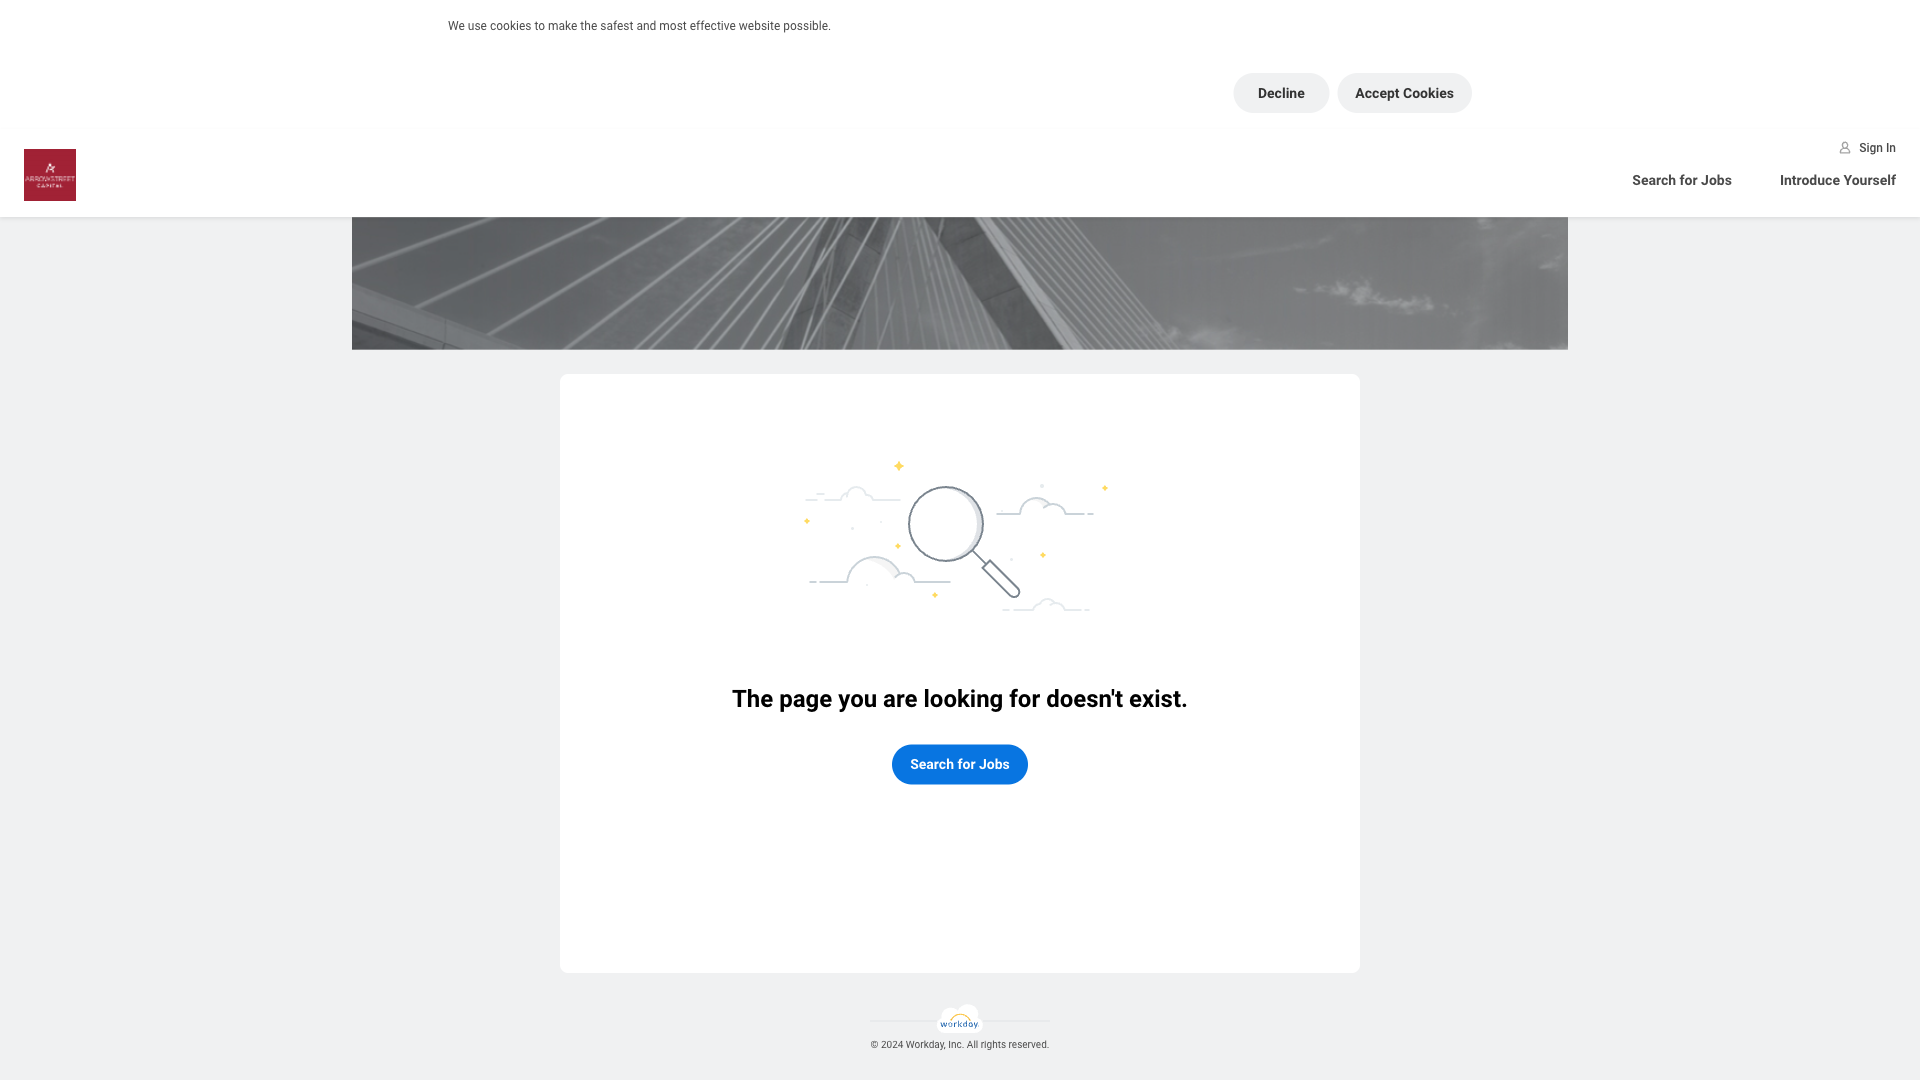 We use cookies to make the safest and most effective website possible.
Decline
Accept Cookies
Sign In
ARROWSTREET
CAPITAL
Search for Jobs
Introduce Yourself
The page you are looking for doesn't exist.
Search for Jobs
workday.
© 2024 Workday, Inc. All rights reserved.